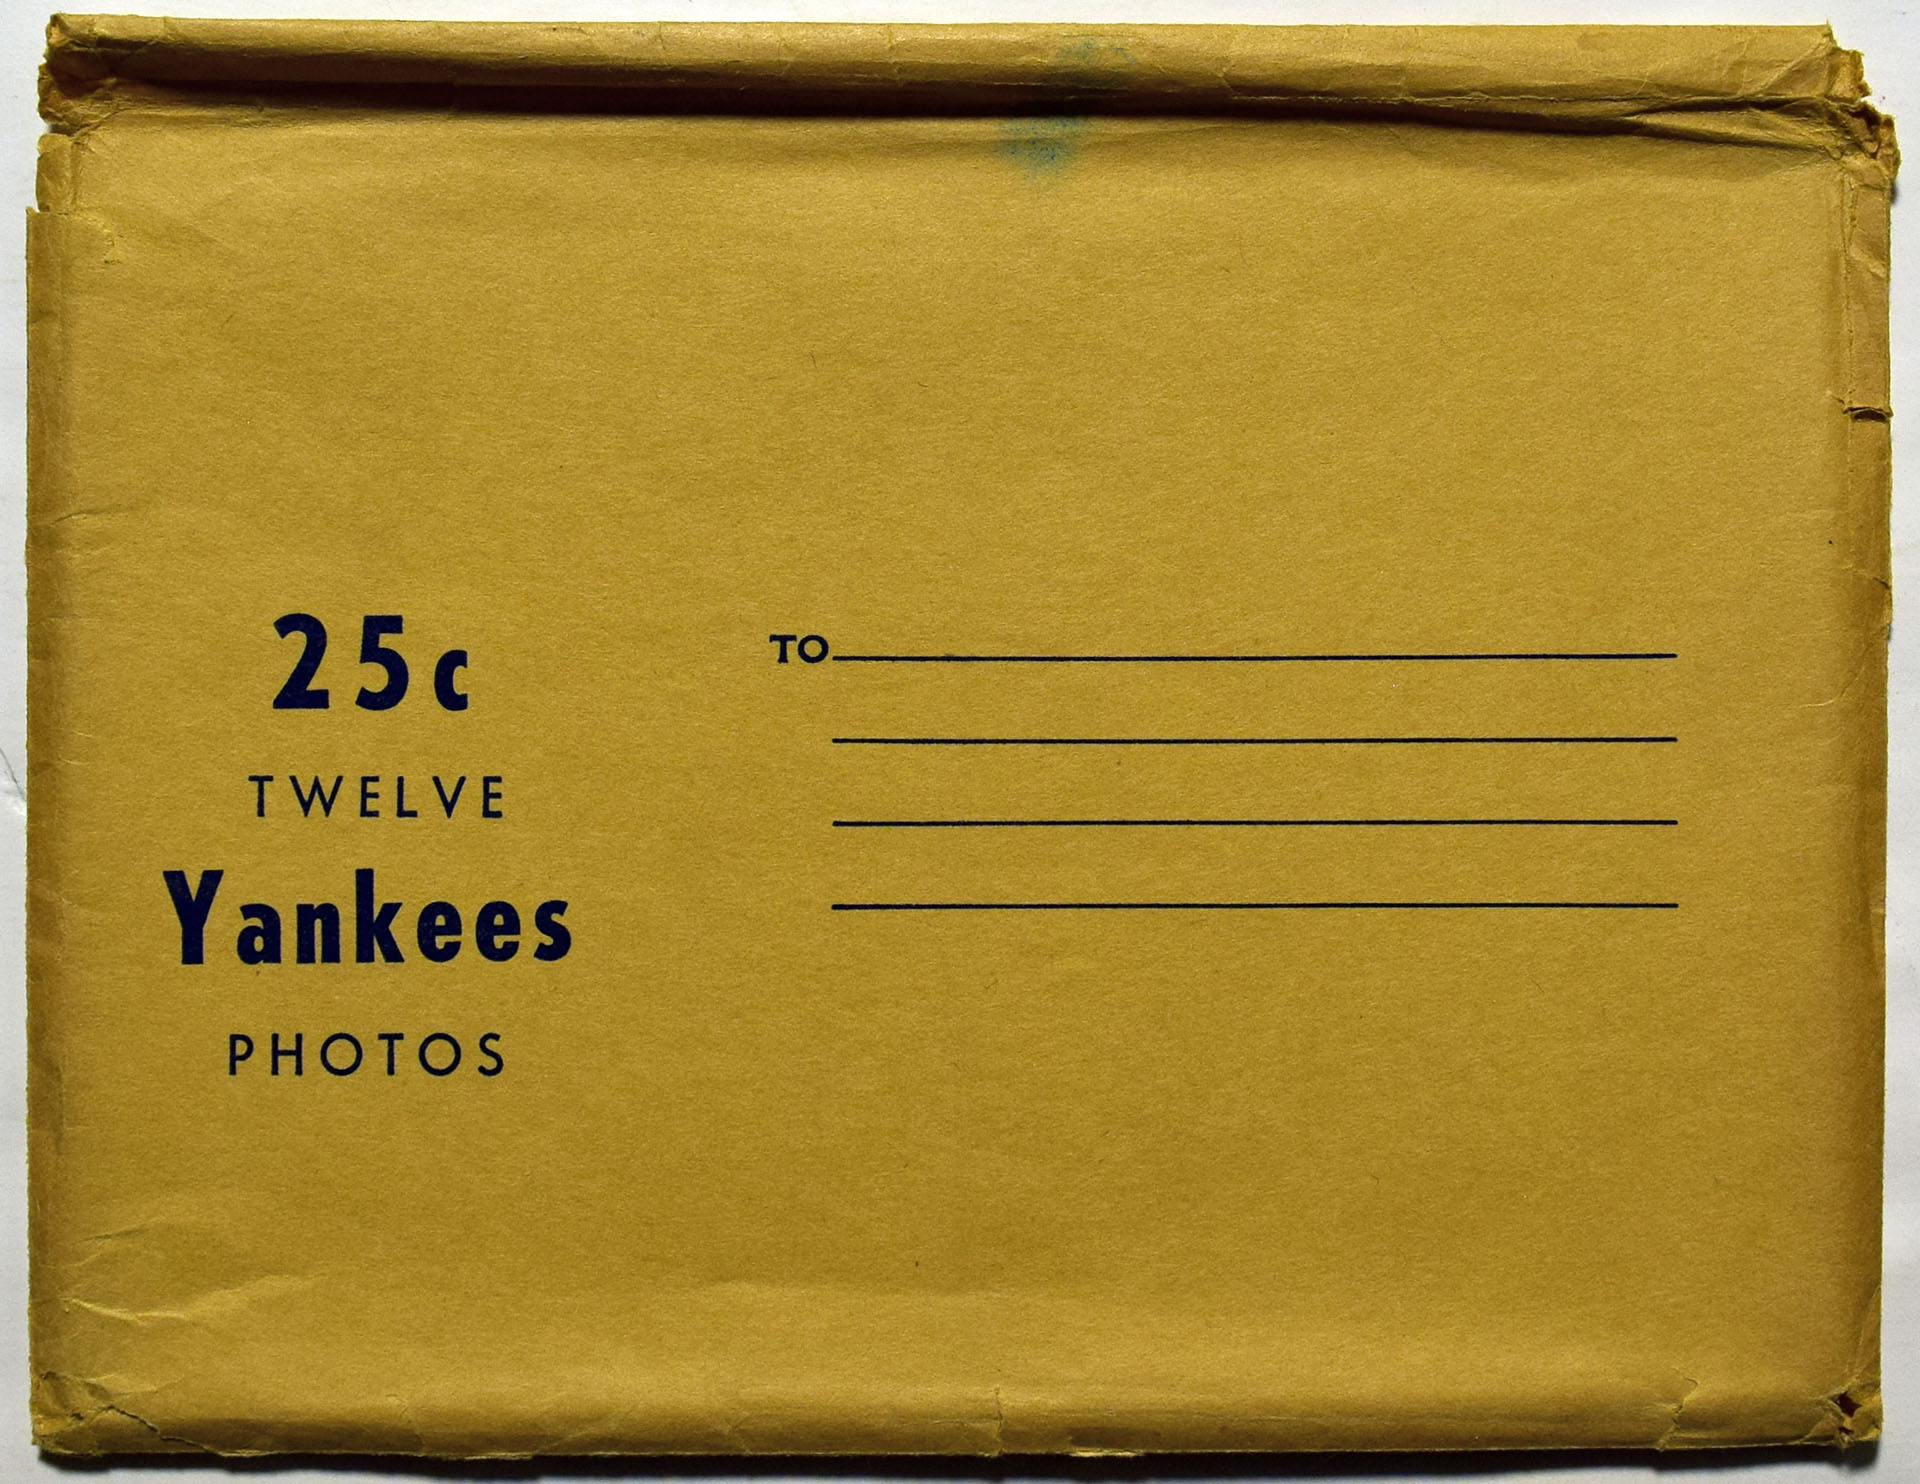 25c
TWELVE
Yankees
PHOTOS
TO